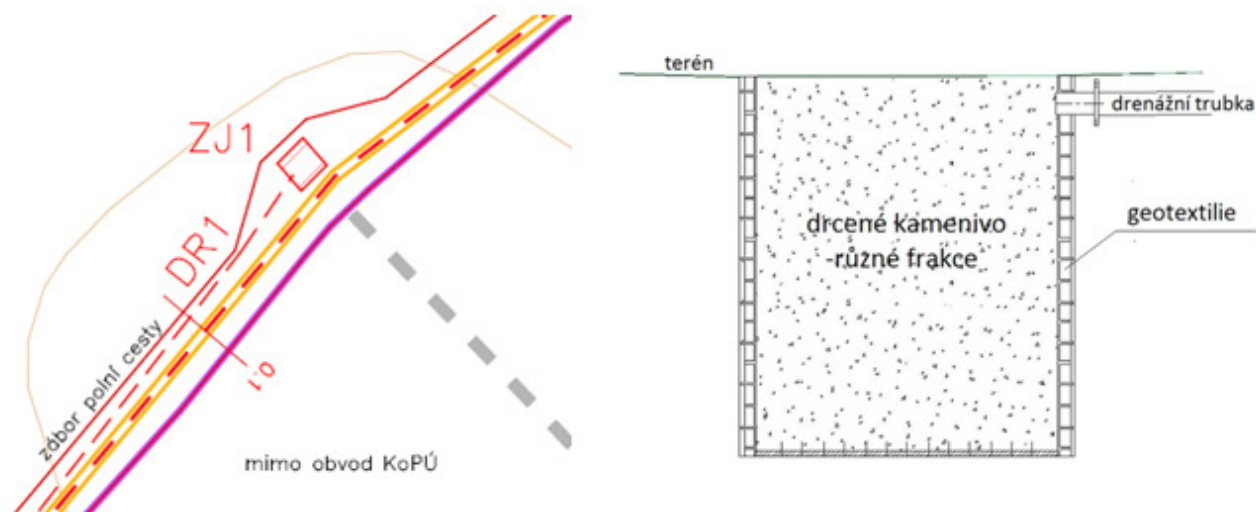 ZJ1
DR1
zábor polní cesty
0.1
mimo obvod KoPÚ
terén
drenážní trubka
geotextilie
drcené kamenivo
-různé frakce